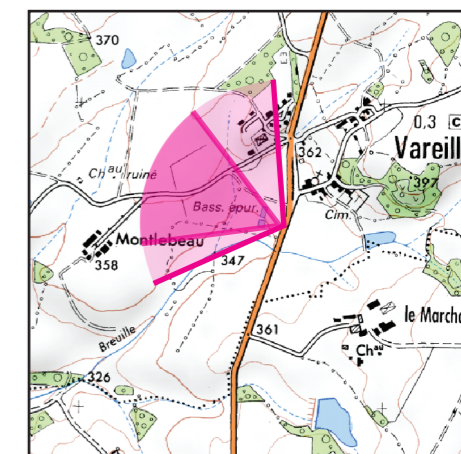 370
0,3 C
362
Vareill
Chau ruiné
397
Bass. épur.
Cim.
Montlebeau
358
347
le Marcha
361
Breuille
Chau
326